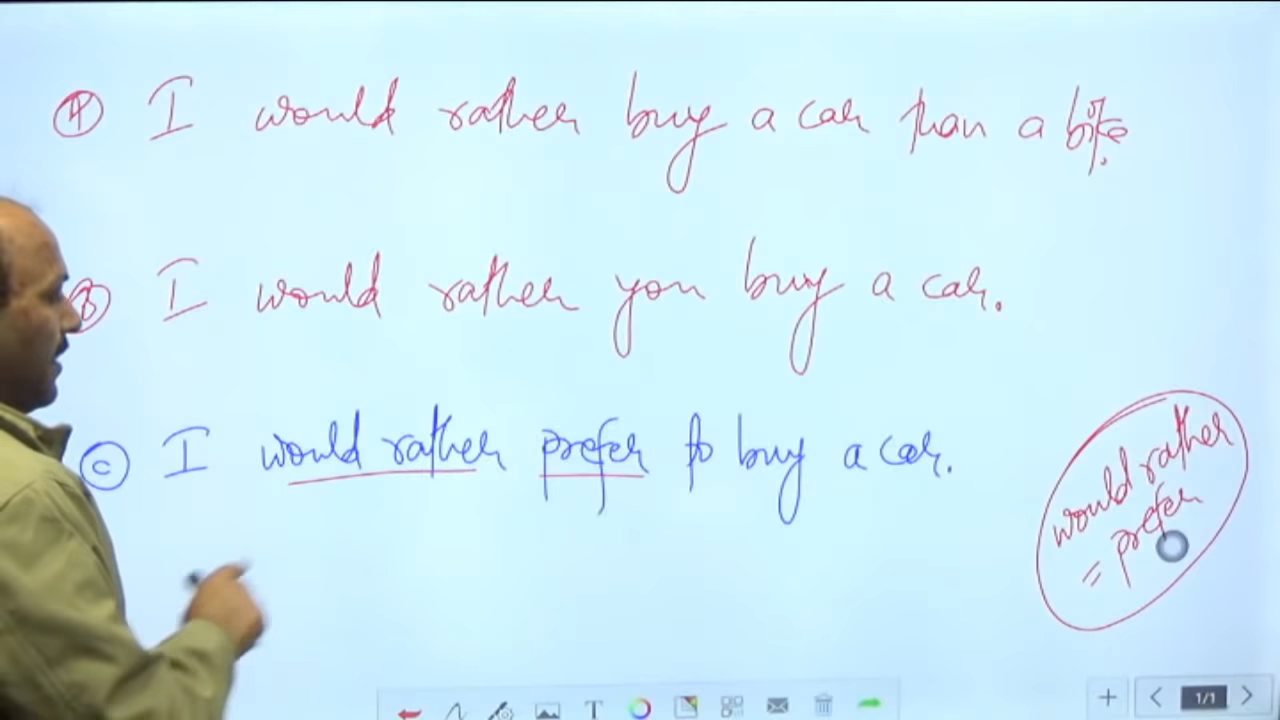 A I would rather buy a car than a bike.
B I would rather you buy a car.
C I would rather prefer to buy a car.
would rather
= prefer
T
1/1